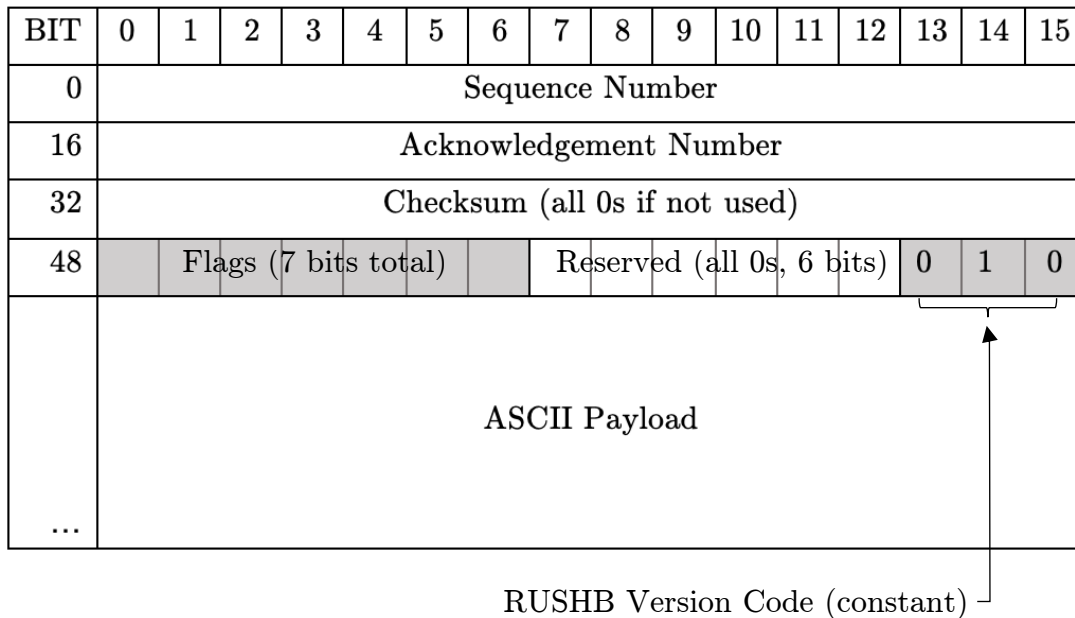 BIT 0 1 2 3 4 5 6 7 8 9 10 11 12 13 14 15
0 Sequence Number
16 Acknowledgement Number
32 Checksum (all 0s if not used)
48 Flags (7 bits total) Reserved (all 0s, 6 bits) 0 1 0
ASCII Payload
...
RUSHB Version Code (constant)